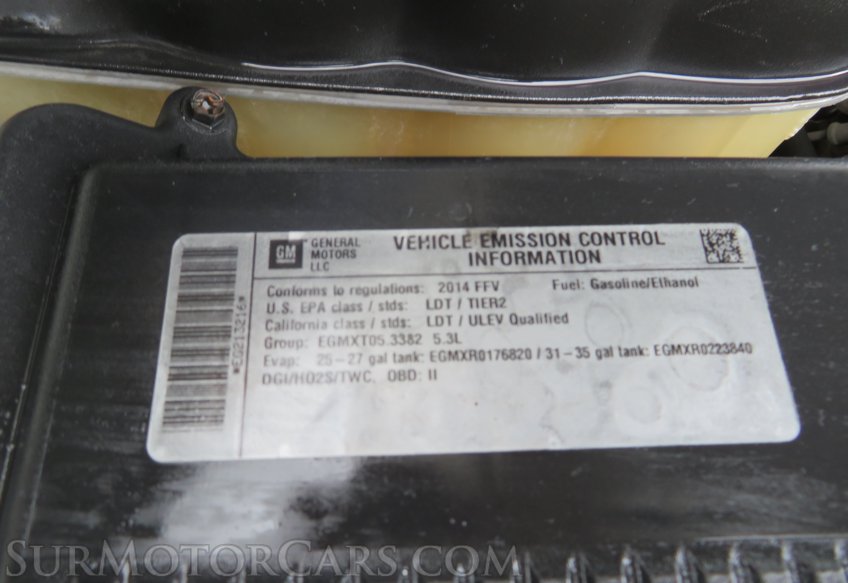 GM
GENERAL
MOTORS
LLC
VEHICLE EMISSION CONTROL
INFORMATION
Conforms to regulations: 2014 FFV Fuel: Gasoline/Ethanol
U.S. EPA class / stds: LDT / TIER2
California class / stds: LDT / ULEV Qualified
Group: EGMXT05.3382 5.3L
Evap: 25-27 gal tank: EGMXR0176820 / 31-35 gal tank: EGMXR0223840
DGI/HO2S/TWC, OBD: II
*EG213216*
SURMOTORCARS.COM